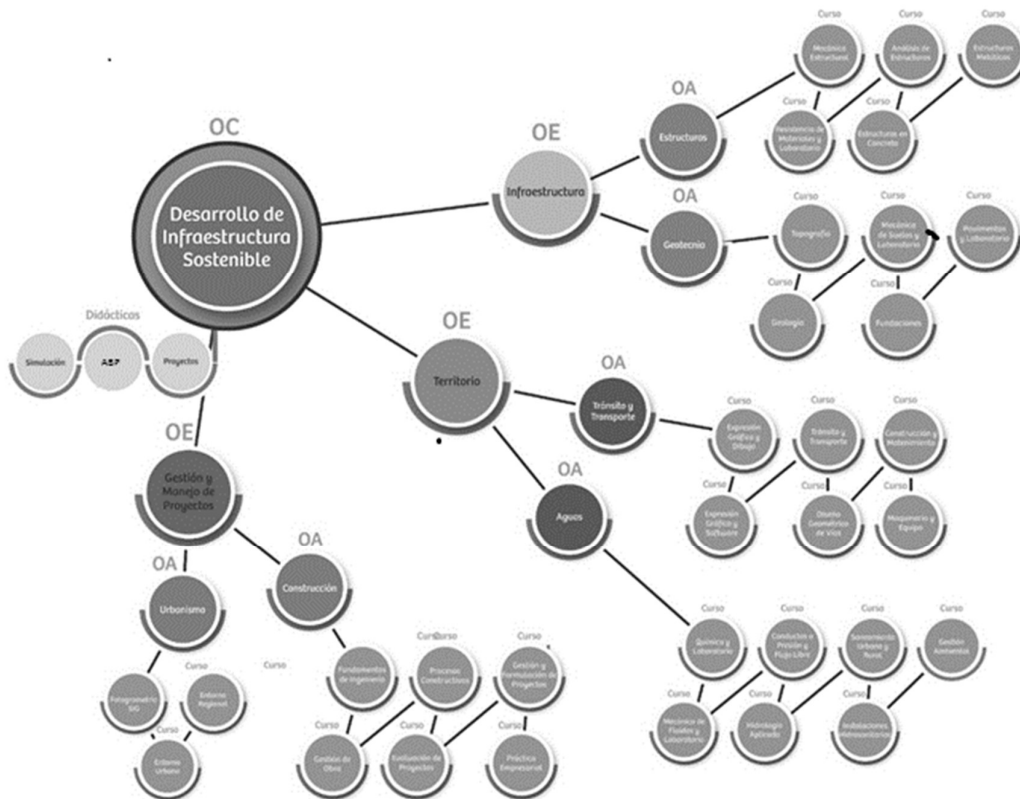 OC
Desarrollo de
Infraestructura
Sostenible
Didácticas
Simulación
ABP
Proyectos
OE
Infraestructura
OA
Estructuras
Curso
Mecánica
Estructural
Curso
Análisis de
Estructuras
Curso
Estructuras
Metálicas
Curso
Resistencia de
Materiales y
Laboratorio
Curso
Estructuras en
Concreto
OA
Geotecnia
Curso
Topografía
Curso
Mecánica
de Suelos y
Laboratorio
Curso
Pavimentos
y Laboratorio
Curso
Geología
Curso
Fundaciones
OE
Territorio
OA
Tránsito y
Transporte
Curso
Expresión
Gráfica y
Dibujo
Curso
Tránsito y
Transporte
Curso
Construcción y
Mantenimiento
Curso
Expresión
Gráfica y
Software
Curso
Diseño
Geométrico
de Vías
Curso
Maquinaria y
Equipo
OA
Aguas
Curso
Química y
Laboratorio
Curso
Conductos a
Presión y
Flujo Libre
Curso
Saneamiento
Urbano y
Rural
Curso
Gestión
Ambiental
Curso
Mecánica de
Fluidos y
Laboratorio
Curso
Hidrología
Aplicada
Curso
Instalaciones
Hidrosanitarias
OE
Gestión y
Manejo de
Proyectos
OA
Urbanismo
Fotogrametría
SIG
Curso
Entorno
Regional
Curso
Entorno
Urbano
OA
Construcción
Curso
Fundamentos
de Ingeniería
Curso
Procesos
Constructivos
Curso
Gestión y
Formulación de
Proyectos
Curso
Gestión de
Obra
Curso
Evaluación de
Proyectos
Curso
Práctica
Empresarial